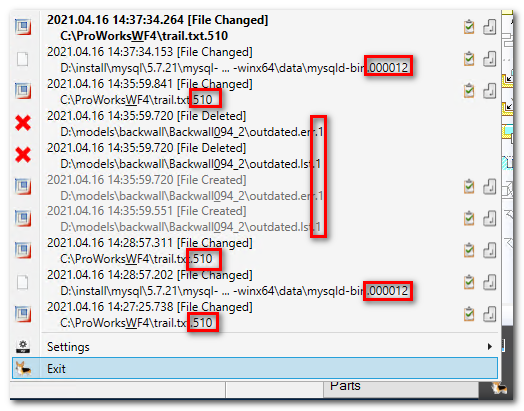 2021.04.16 14:37:34.264 [File Changed]
C:\ProWorksWF4\trail.txt.510
2021.04.16 14:37:34.153 [File Changed]
D:\install\mysql\5.7.21\mysql- ... -winx64\data\mysqld-bin.000012
2021.04.16 14:35:59.841 [File Changed]
C:\ProWorksWF4\trail.txt.510
2021.04.16 14:35:59.720 [File Deleted]
D:\models\backwall\Backwall094_2\outdated.err.1
2021.04.16 14:35:59.720 [File Deleted]
D:\models\backwall\Backwall094_2\outdated.lst.1
2021.04.16 14:35:59.720 [File Created]
D:\models\backwall\Backwall094_2\outdated.err.1
2021.04.16 14:35:59.551 [File Created]
D:\models\backwall\Backwall094_2\outdated.lst.1
2021.04.16 14:28:57.311 [File Changed]
C:\ProWorksWF4\trail.txt.510
2021.04.16 14:28:57.202 [File Changed]
D:\install\mysql\5.7.21\mysql- ... -winx64\data\mysqld-bin.000012
2021.04.16 14:27:25.738 [File Changed]
C:\ProWorksWF4\trail.txt.510
Settings
Exit
Parts